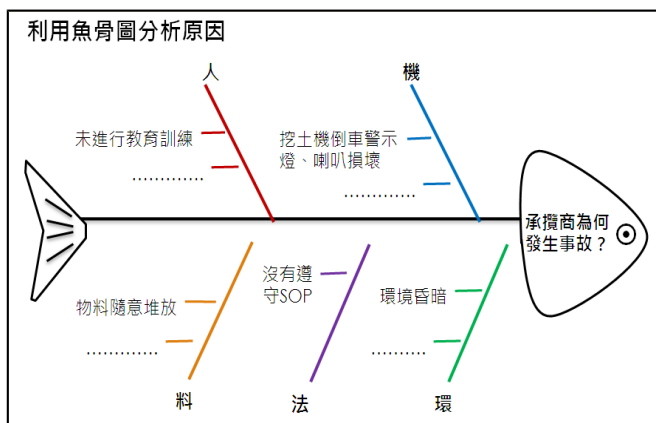 利用魚骨圖分析原因
人
機
未進行教育訓練
.............
挖土機倒車警示
燈、喇叭損壞
.............
承攬商為何
發生事故？
物料隨意堆放
.............
沒有遵
守SOP
環境昏暗
...............
料
法
環